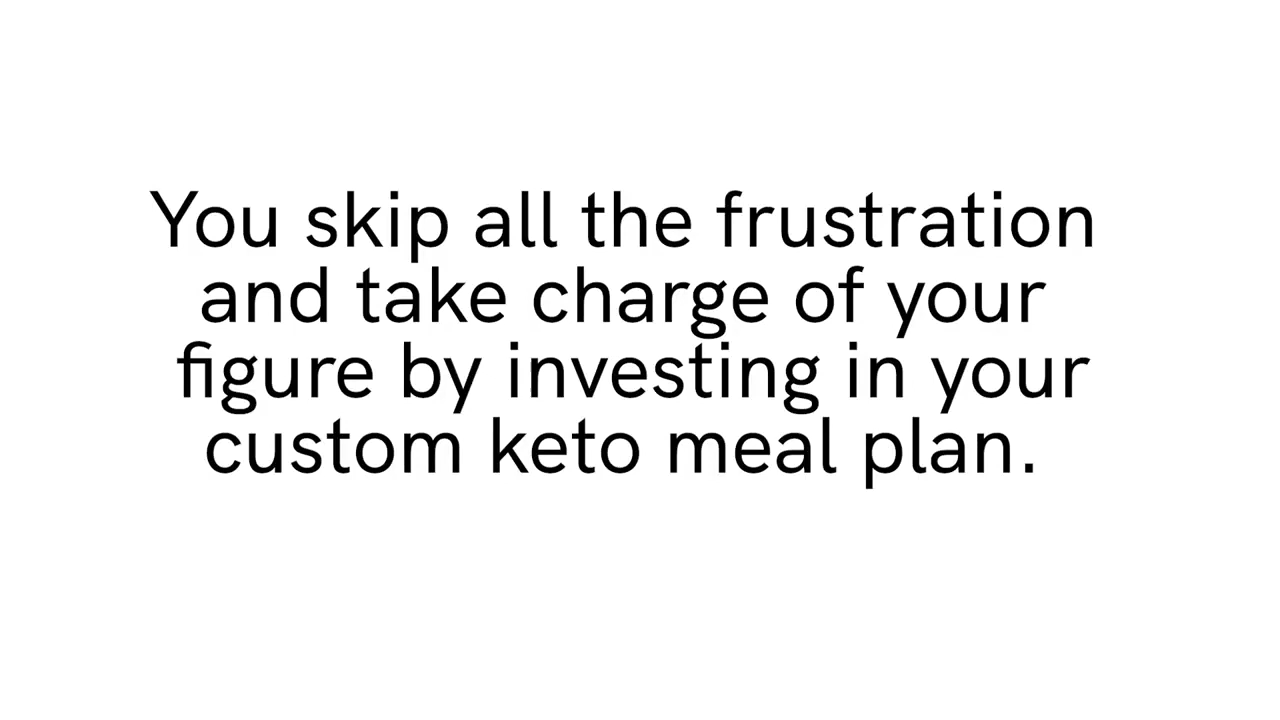 You skip all the frustration
and take charge of your
figure by investing in your
custom keto meal plan.